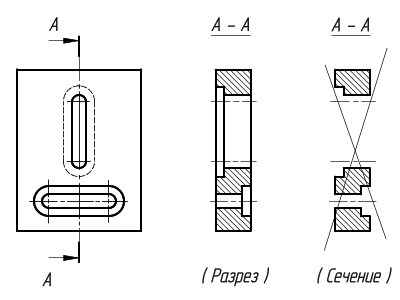 А
А – А
А – А
А
( Разрез )
( Сечение )